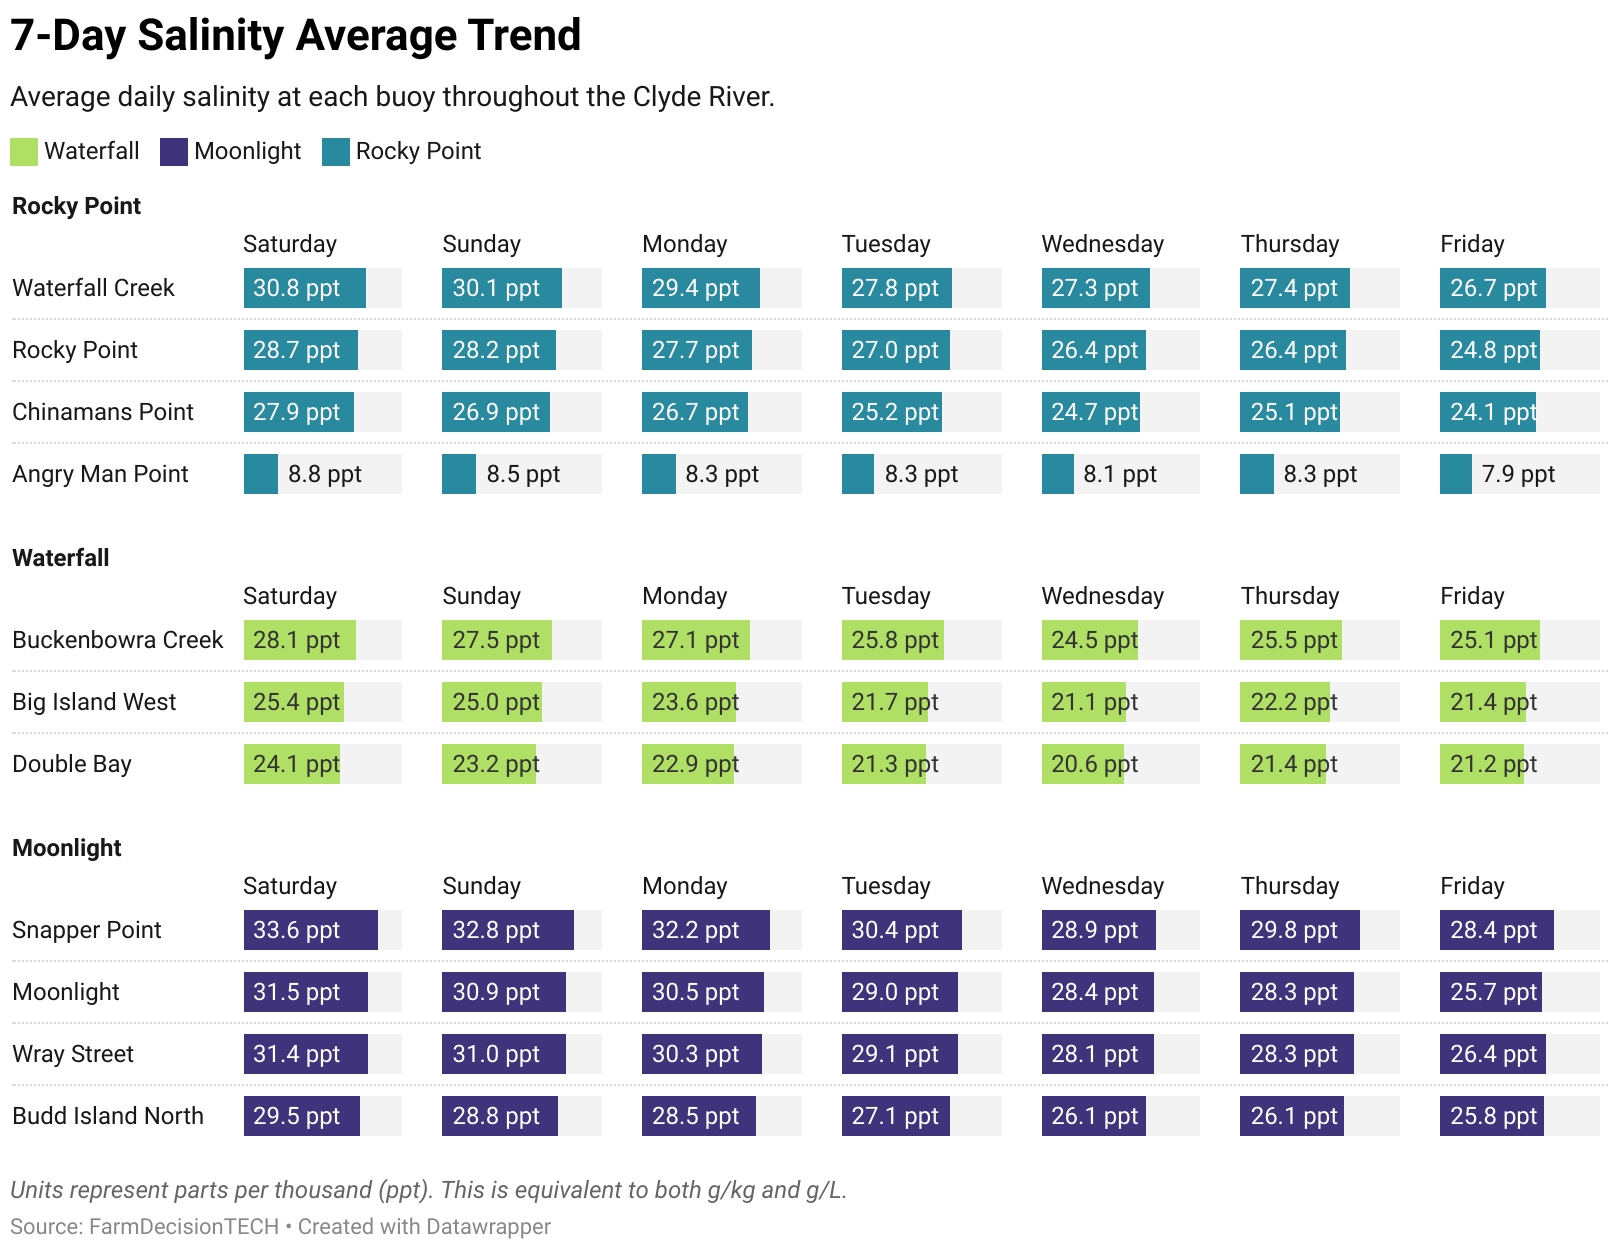 7-Day Salinity Average Trend
Average daily salinity at each buoy throughout the Clyde River.
Waterfall Moonlight Rocky Point
Rocky Point
Saturday Sunday Monday Tuesday Wednesday Thursday Friday
Waterfall Creek 30.8 ppt 30.1 ppt 29.4 ppt 27.8 ppt 27.3 ppt 27.4 ppt 26.7 ppt
Rocky Point 28.7 ppt 28.2 ppt 27.7 ppt 27.0 ppt 26.4 ppt 26.4 ppt 24.8 ppt
Chinamans Point 27.9 ppt 26.9 ppt 26.7 ppt 25.2 ppt 24.7 ppt 25.1 ppt 24.1 ppt
Angry Man Point 8.8 ppt 8.5 ppt 8.3 ppt 8.3 ppt 8.1 ppt 8.3 ppt 7.9 ppt
Waterfall
Saturday Sunday Monday Tuesday Wednesday Thursday Friday
Buckenbowra Creek 28.1 ppt 27.5 ppt 27.1 ppt 25.8 ppt 24.5 ppt 25.5 ppt 25.1 ppt
Big Island West 25.4 ppt 25.0 ppt 23.6 ppt 21.7 ppt 21.1 ppt 22.2 ppt 21.4 ppt
Double Bay 24.1 ppt 23.2 ppt 22.9 ppt 21.3 ppt 20.6 ppt 21.4 ppt 21.2 ppt
Moonlight
Saturday Sunday Monday Tuesday Wednesday Thursday Friday
Snapper Point 33.6 ppt 32.8 ppt 32.2 ppt 30.4 ppt 28.9 ppt 29.8 ppt 28.4 ppt
Moonlight 31.5 ppt 30.9 ppt 30.5 ppt 29.0 ppt 28.4 ppt 28.3 ppt 25.7 ppt
Wray Street 31.4 ppt 31.0 ppt 30.3 ppt 29.1 ppt 28.1 ppt 28.3 ppt 26.4 ppt
Budd Island North 29.5 ppt 28.8 ppt 28.5 ppt 27.1 ppt 26.1 ppt 26.1 ppt 25.8 ppt
Units represent parts per thousand (ppt). This is equivalent to both g/kg and g/L.
Source: FarmDecisionTECH • Created with Datawrapper